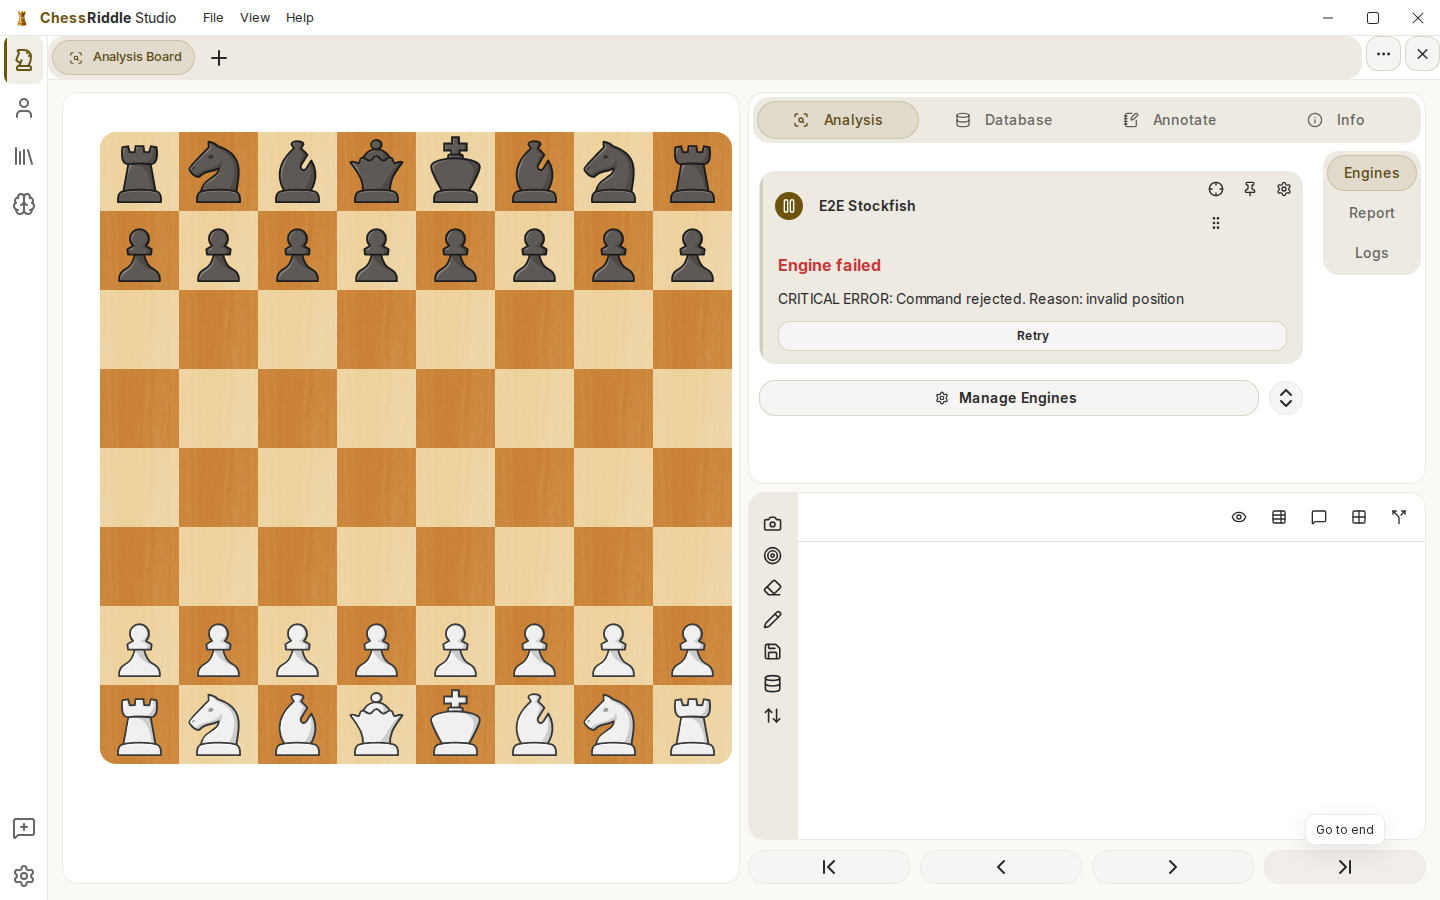 ChessRiddle Studio File View Help
Analysis Board
Analysis Database Annotate Info
Engines
Report
Logs
E2E Stockfish
Engine failed
CRITICAL ERROR: Command rejected. Reason: invalid position
Retry
Manage Engines
Go to end